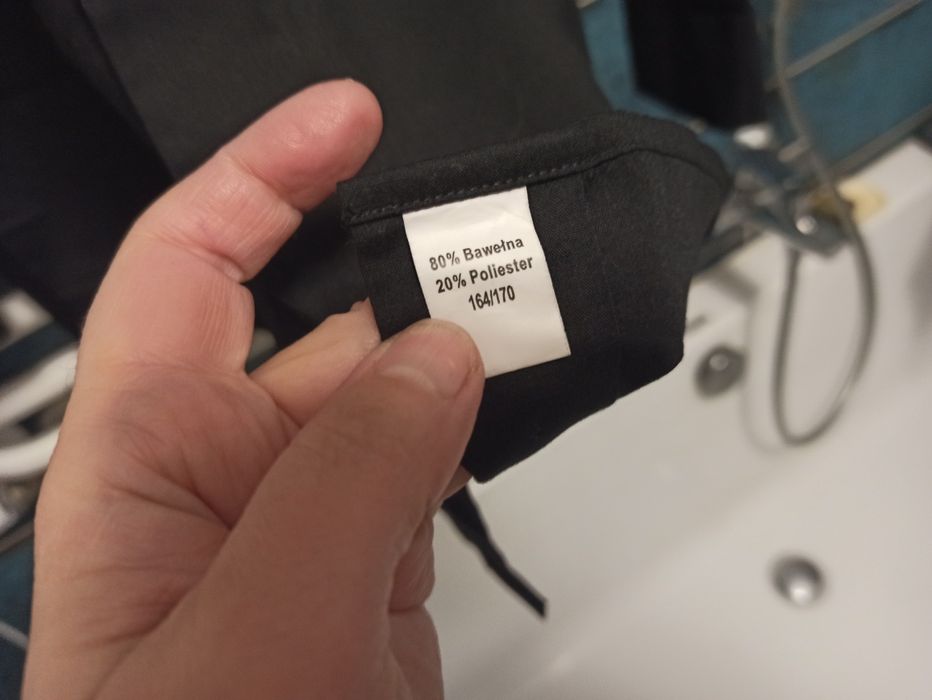 80% Bawełna
20% Poliester
164/170